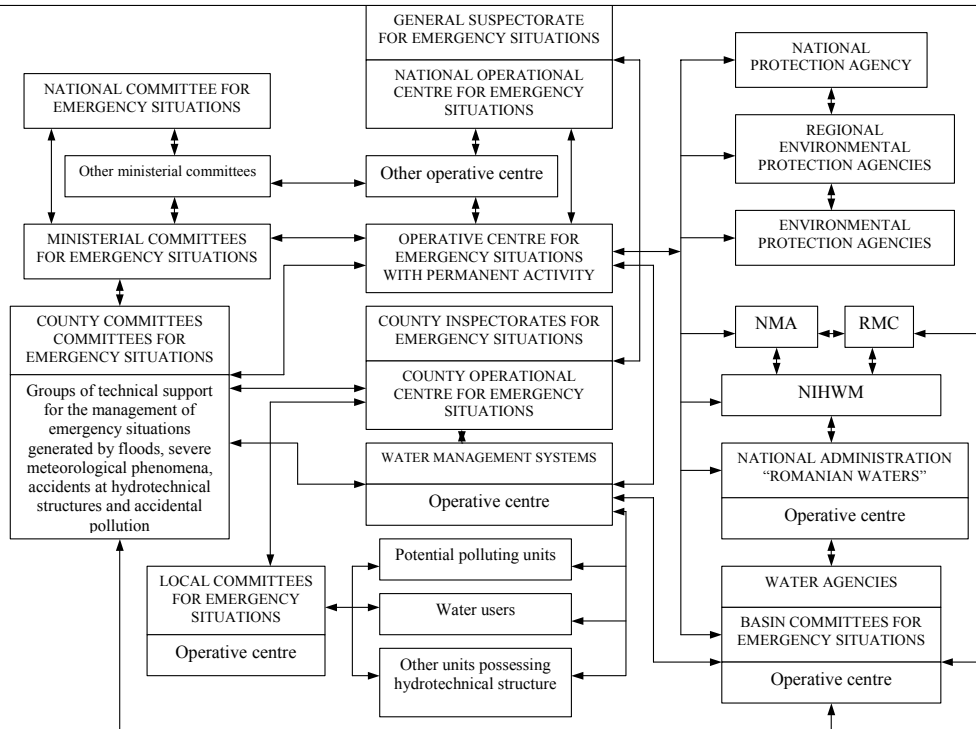 GENERAL SUSPECTORATE
FOR EMERGENCY SITUATIONS
NATIONAL OPERATIONAL
CENTRE FOR EMERGENCY
SITUATIONS
NATIONAL COMMITTEE FOR
EMERGENCY SITUATIONS
Other ministerial committees
Other operative centre
MINISTERIAL COMMITTEES
FOR EMERGENCY SITUATIONS
OPERATIVE CENTRE FOR
EMERGENCY SITUATIONS
WITH PERMANENT ACTIVITY
COUNTY COMMITTEES
COMMITTEES FOR
EMERGENCY SITUATIONS
Groups of technical support
for the management of
emergency situations
generated by floods, severe
meteorological phenomena,
accidents at hydrotechnical
structures and accidental
pollution
COUNTY INSPECTORATES FOR
EMERGENCY SITUATIONS
COUNTY OPERATIONAL
CENTRE FOR EMERGENCY
SITUATIONS
WATER MANAGEMENT SYSTEMS
Operative centre
LOCAL COMMITTEES
FOR EMERGENCY
SITUATIONS
Operative centre
Potential polluting units
Water users
Other units possessing
hydrotechnical structure
NATIONAL
PROTECTION AGENCY
REGIONAL
ENVIRONMENTAL
PROTECTION AGENCIES
ENVIRONMENTAL
PROTECTION AGENCIES
NMA
RMC
NIHWM
NATIONAL ADMINISTRATION
“ROMANIAN WATERS”
Operative centre
WATER AGENCIES
BASIN COMMITTEES FOR
EMERGENCY SITUATIONS
Operative centre